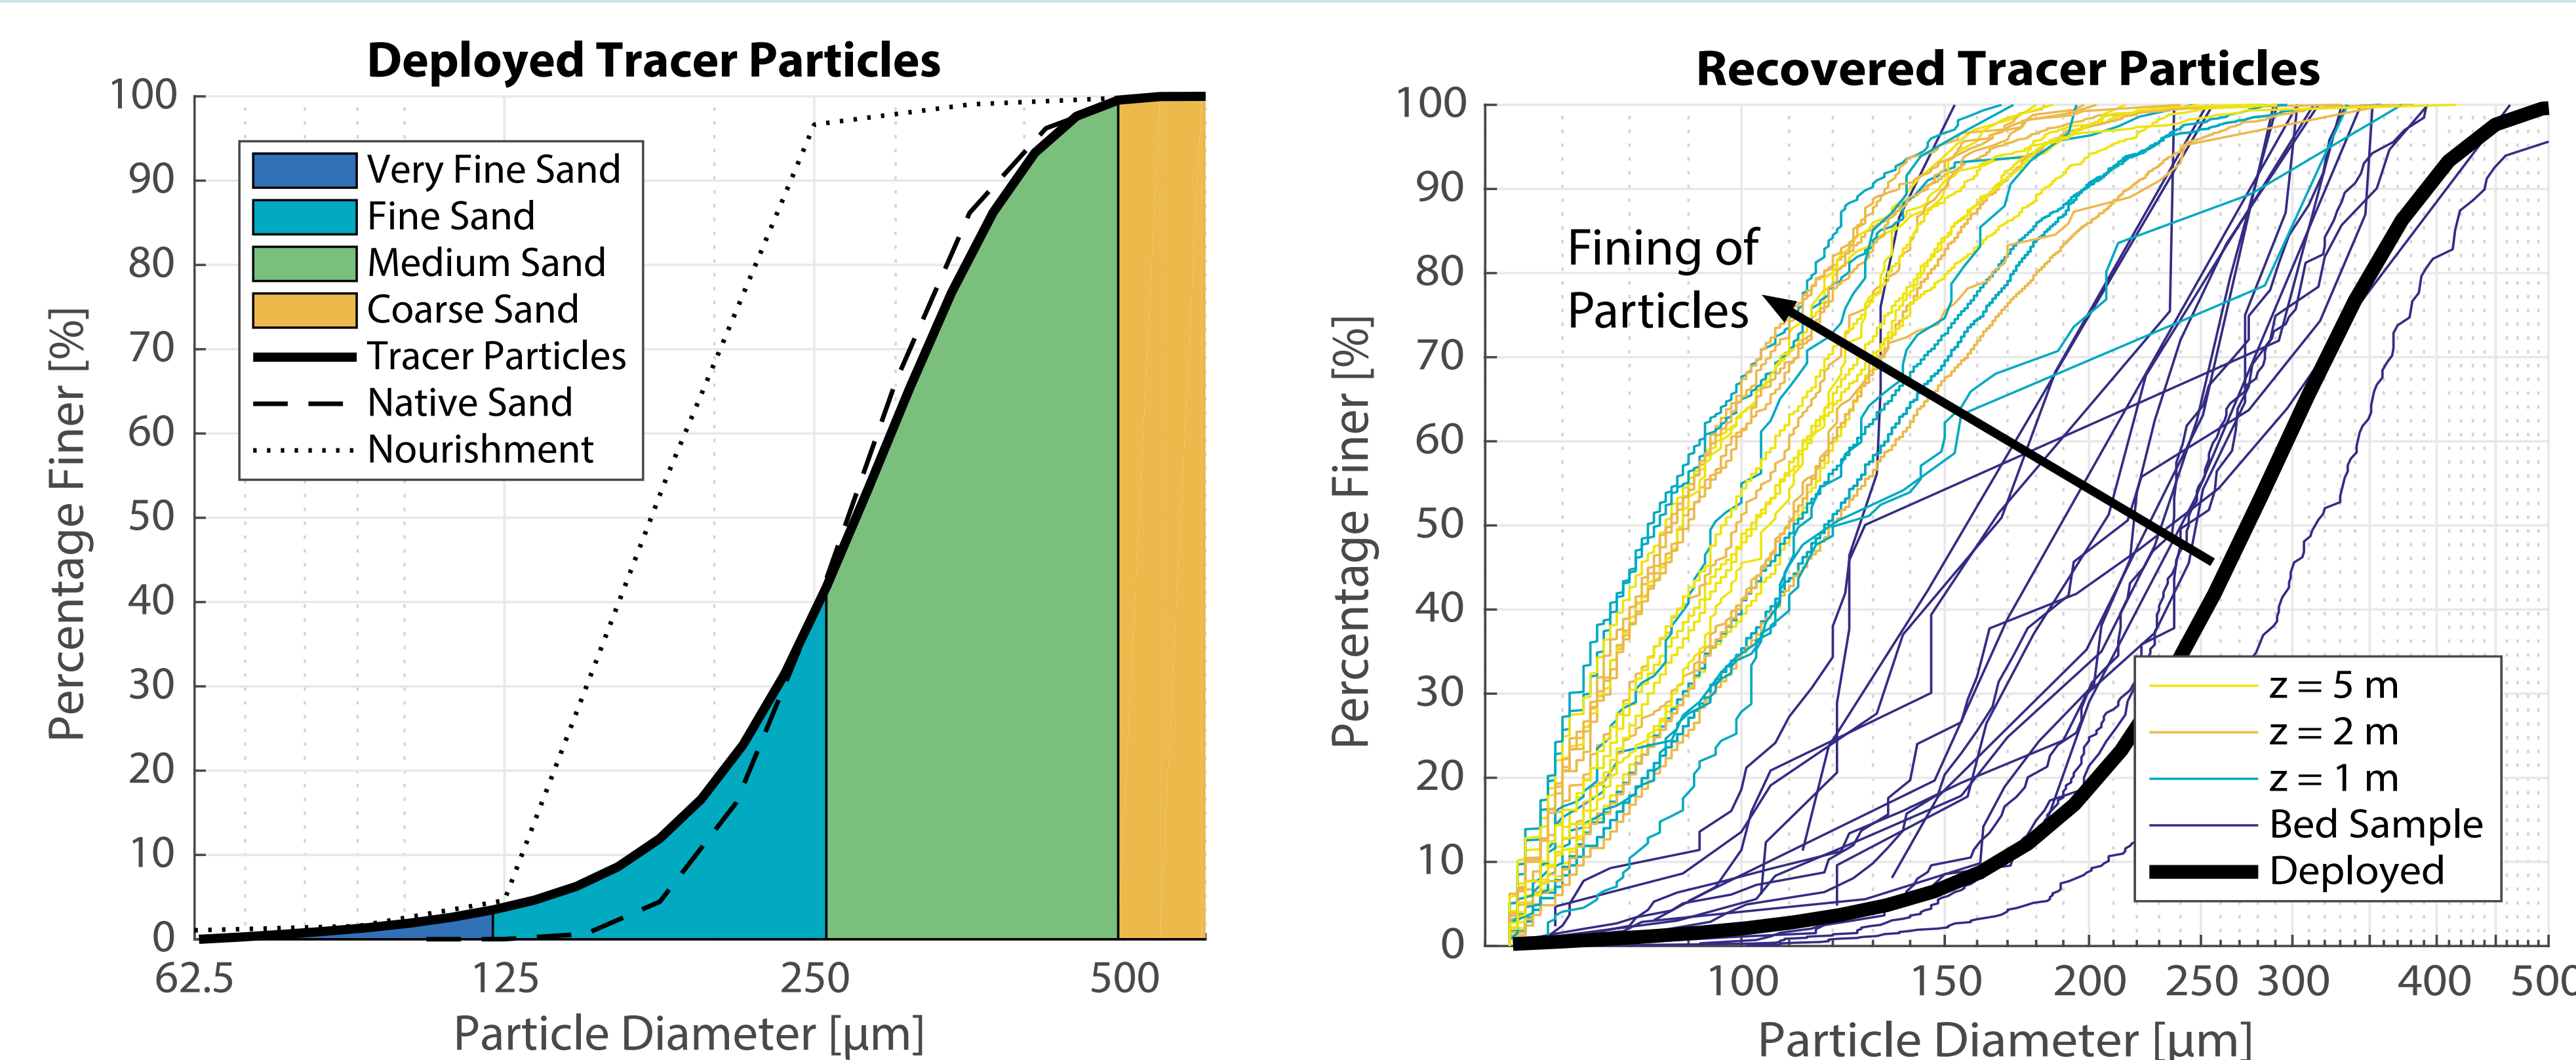 Deployed Tracer Particles
Percentage Finer [%]
100
90
80
70
60
50
40
30
20
10
0
Very Fine Sand
Fine Sand
Medium Sand
Coarse Sand
Tracer Particles
Native Sand
Nourishment
62.5 125 250 500
Particle Diameter [µm]
Recovered Tracer Particles
Percentage Finer [%]
100
90
80
70
60
50
40
30
20
10
0
Fining of
Particles
z = 5 m
z = 2 m
z = 1 m
Bed Sample
Deployed
100 150 200 250 300 400 500
Particle Diameter [µm]